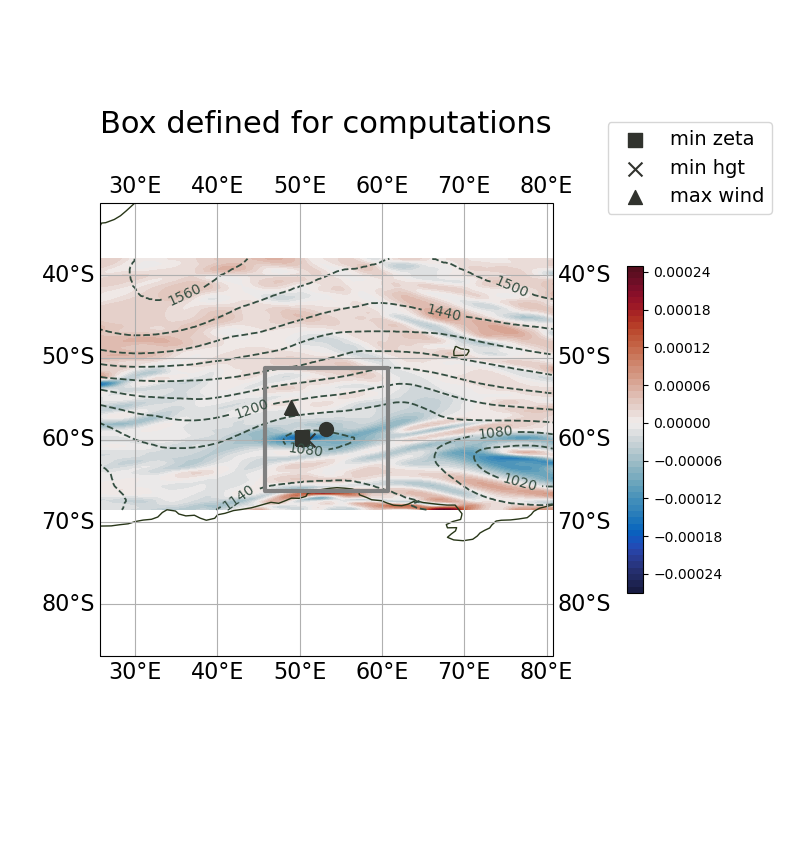 Box defined for computations
min zeta
min hgt
max wind
30°E 40°E 50°E 60°E 70°E 80°E
40°S 40°S
50°S 50°S
60°S 60°S
70°S 70°S
80°S 80°S
30°E 40°E 50°E 60°E 70°E 80°E
1560
1500
1440
1200
1080
1080
1020
1140
0.00024
0.00018
0.00012
0.00006
0.00000
−0.00006
−0.00012
−0.00018
−0.00024